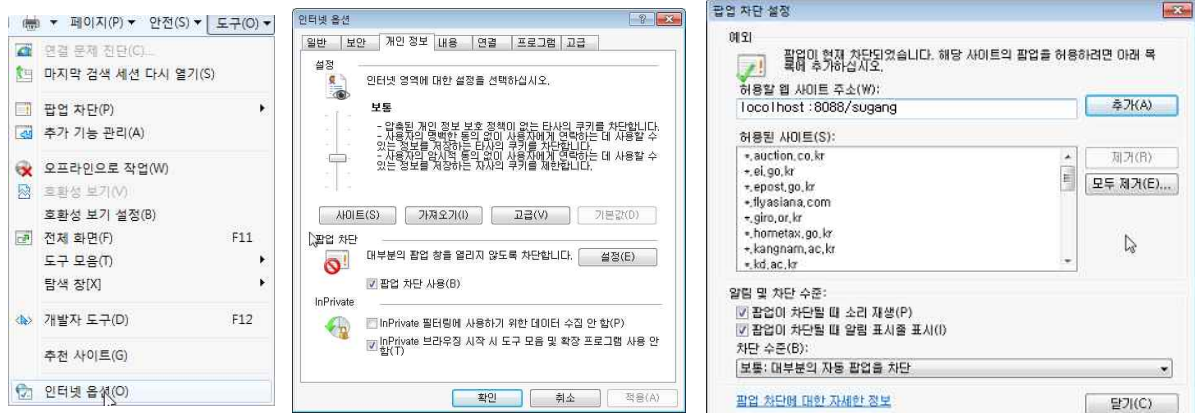 페이지(P) 안전(S) 도구(O)
연결 문제 진단(C)...
마지막 검색 세션 다시 열기(S)
팝업 차단(P)
추가 기능 관리(A)
오프라인으로 작업(W)
호환성 보기(V)
호환성 보기 설정(B)
전체 화면(F) F11
도구 모음(T)
탐색 창[X]
개발자 도구(D) F12
추천 사이트(G)
인터넷 옵션(O)
인터넷 옵션
일반 보안 개인 정보 내용 연결 프로그램 고급
설정
인터넷 영역에 대한 설정을 선택하십시오.
보통
- 압축된 개인 정보 보호 정책이 없는 타사의 쿠키를 차단합니다.
- 사용자의 명백한 동의 없이 사용자에게 연락하는 데 사용할 수
있는 정보를 저장하는 타사의 쿠키를 차단합니다.
- 사용자의 암시적 동의 없이 사용자에게 연락하는 데 사용할 수
있는 정보를 저장하는 자사의 쿠키를 제한합니다.
사이트(S) 가져오기(I) 고급(V) 기본값(D)
팝업 차단
대부분의 팝업 창을 열리지 않도록 차단합니다. 설정(E)
팝업 차단 사용(B)
InPrivate
InPrivate 필터링에 사용하기 위한 데이터 수집 안 함(P)
InPrivate 브라우징 시작 시 도구 모음 및 확장 프로그램 사용 안
함(T)
확인 취소 적용(A)
팝업 차단 설정
예외
팝업이 현재 차단되었습니다. 해당 사이트의 팝업을 허용하려면 아래 목
록에 추가하십시오.
허용할 웹 사이트 주소(W):
locolhost:8088/sugang 추가(A)
허용된 사이트(S):
*.auction.co.kr 제거(R)
*.ei.go.kr
*.epost.go.kr 모두 제거(E)...
*.flyasiana.com
*.giro.or.kr
*.hometax.go.kr
*.kangnam.ac.kr
*.kd.ac.kr
알림 및 차단 수준:
팝업이 차단될 때 소리 재생(P)
팝업이 차단될 때 알림 표시줄 표시(I)
차단 수준(B):
보통: 대부분의 자동 팝업을 차단
팝업 차단에 대한 자세한 정보 닫기(C)